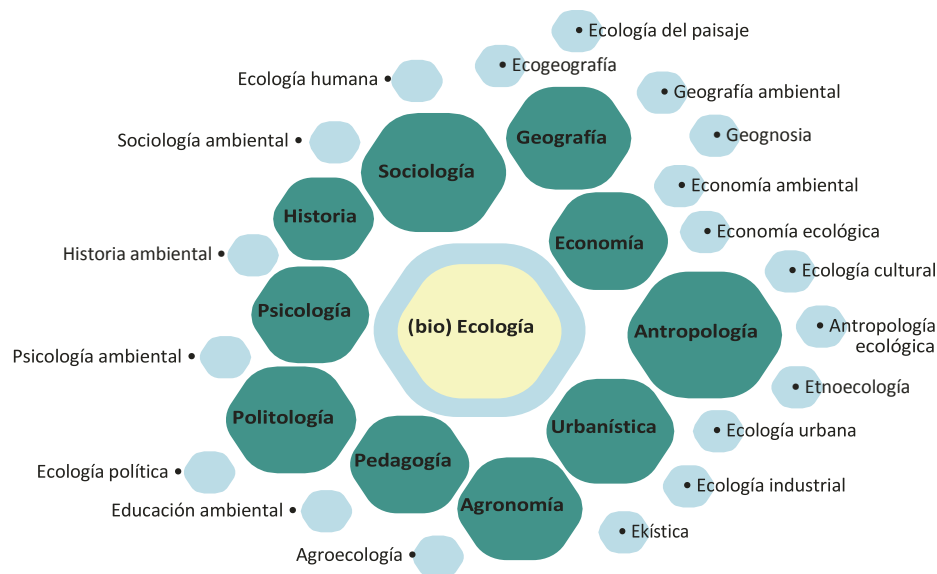 • Ecología del paisaje
• Ecogeografía
Ecología humana •
• Geografía ambiental
Sociología ambiental •
Geografía
• Geognosia
Sociología
• Economía ambiental
Historia
• Economía ecológica
Economía
Historia ambiental •
• Ecología cultural
Psicología
(bio) Ecología
Antropología
• Antropología
ecológica
Psicología ambiental •
• Etnoecología
Politología
Urbanística
• Ecología urbana
Pedagogía
Ecología política •
• Ecología industrial
Agronomía
Educación ambiental •
• Ekística
Agroecología •